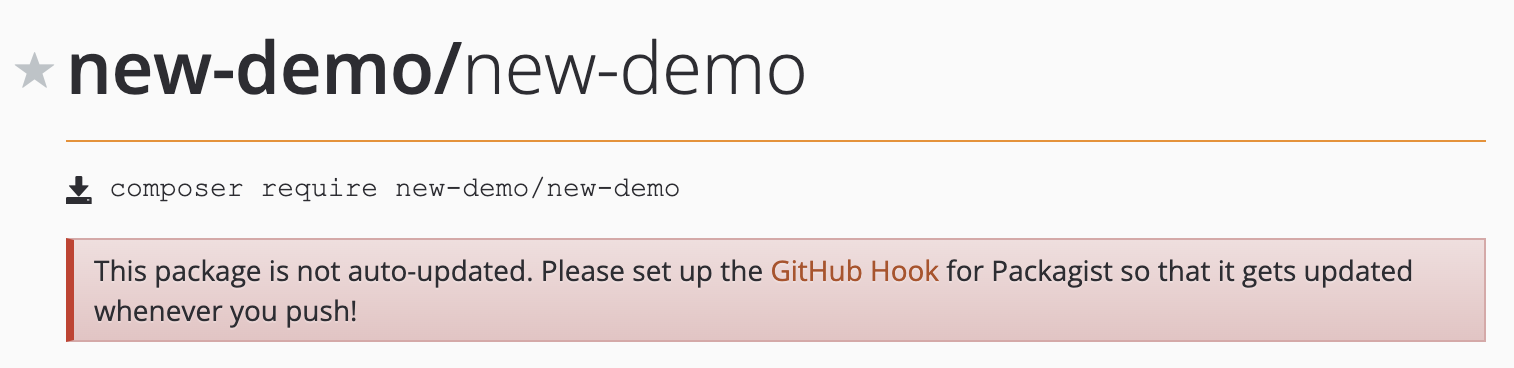 new-demo/new-demo
composer require new-demo/new-demo
This package is not auto-updated. Please set up the GitHub Hook for Packagist so that it gets updated
whenever you push!